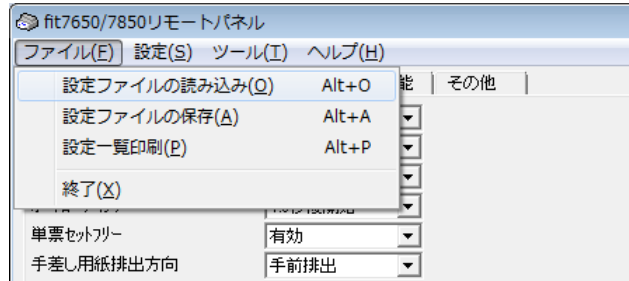 fit7650/7850リモートパネル
ファイル(F) 設定(S) ツール(T) ヘルプ(H)
設定ファイルの読み込み(O) Alt+O
能 その他
設定ファイルの保存(A) Alt+A
設定一覧印刷(P) Alt+P
終了(X)
単票セットフリー 有効
手差し用紙排出方向 手前排出